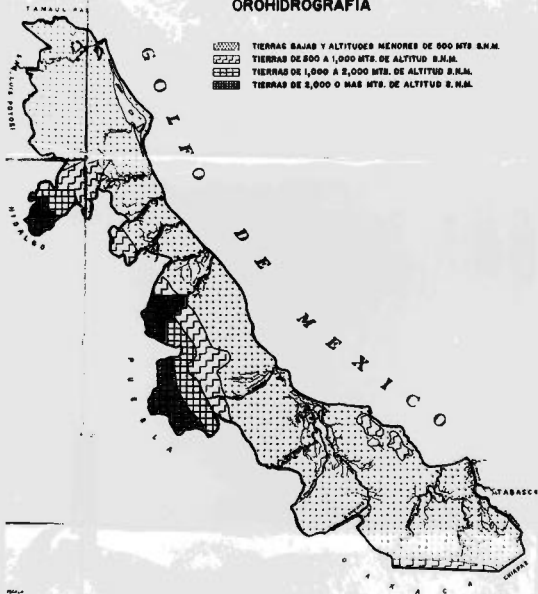 OROHIDROGRAFIA
TAMAULIPAS
TIERRAS BAJAS Y ALTITUDES MENORES DE 500 MTS S.N.M.
TIERRAS DE 500 A 1,000 MTS. DE ALTITUD S.N.M.
TIERRAS DE 1,000 A 2,000 MTS. DE ALTITUD S.N.M.
TIERRAS DE 2,000 O MAS MTS. DE ALTITUD S.N.M.
SAN LUIS POTOSI
GOLFO DE MEXICO
HIDALGO
PUEBLA
TABASCO
OAXACA
CHIAPAS